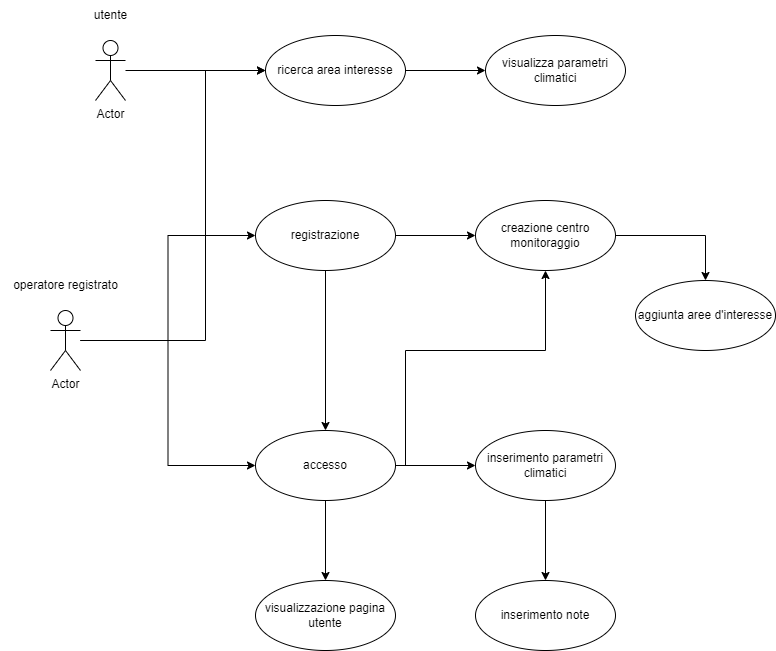 utente
Actor
ricerca area interesse
visualizza parametri
climatici
registrazione
creazione centro
monitoraggio
operatore registrato
Actor
aggiunta aree d'interesse
accesso
inserimento parametri
climatici
visualizzazione pagina
utente
inserimento note